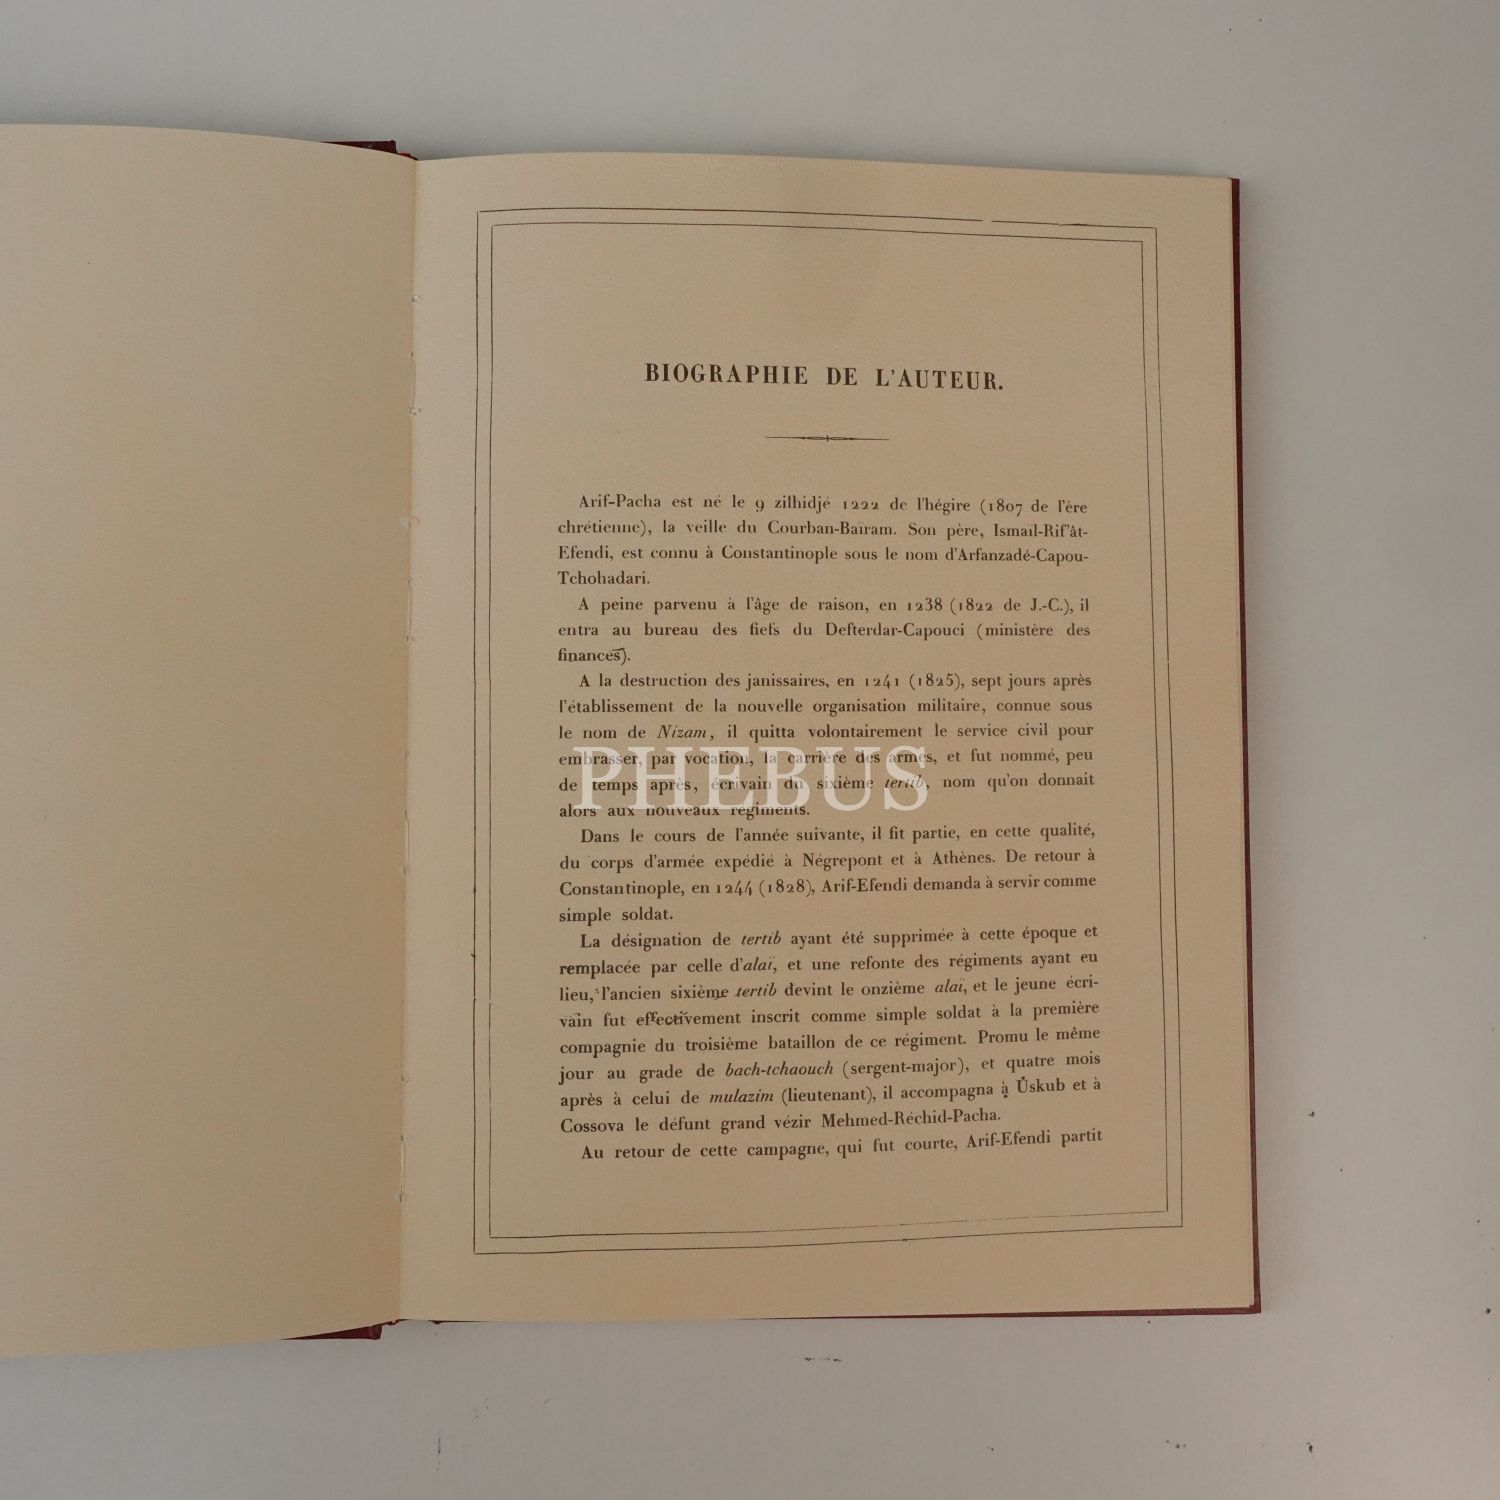 BIOGRAPHIE DE L'AUTEUR.
Arif-Pacha est né le 9 zilhidjé 1222 de l'hégire (1807 de l'ère
chrétienne), la veille du Courban-Baïram. Son père, Ismaïl-Rif'ât-
Efendi, est connu à Constantinople sous le nom d'Arfanzadé-Capou-
Tchohadari.
A peine parvenu à l'âge de raison, en 1238 (1822 de J.-C.), il
entra au bureau des fiefs du Defterdar-Capouci (ministère des
finances).
A la destruction des janissaires, en 1241 (1825), sept jours après
l'établissement de la nouvelle organisation militaire, connue sous
le nom de Nizam, il quitta volontairement le service civil pour
embrasser, par vocation, la carrière des armes, et fut nommé, peu
de temps après, écrivain du sixième tertib, nom qu'on donnait
alors aux nouveaux régiments.
PHEBUS
Dans le cours de l'année suivante, il fit partie, en cette qualité,
du corps d'armée expédié à Négrepont et à Athènes. De retour à
Constantinople, en 1244 (1828), Arif-Efendi demanda à servir comme
simple soldat.
La désignation de tertib ayant été supprimée à cette époque et
remplacée par celle d'alaï, et une refonte des régiments ayant eu
lieu, l'ancien sixième tertib devint le onzième alaï, et le jeune écri-
vain fut effectivement inscrit comme simple soldat à la première
compagnie du troisième bataillon de ce régiment. Promu le même
jour au grade de bach-tchaouch (sergent-major), et quatre mois
après à celui de mulazim (lieutenant), il accompagna à Üskub et à
Cossova le défunt grand vézir Mehmed-Réchid-Pacha.
Au retour de cette campagne, qui fut courte, Arif-Efendi partit